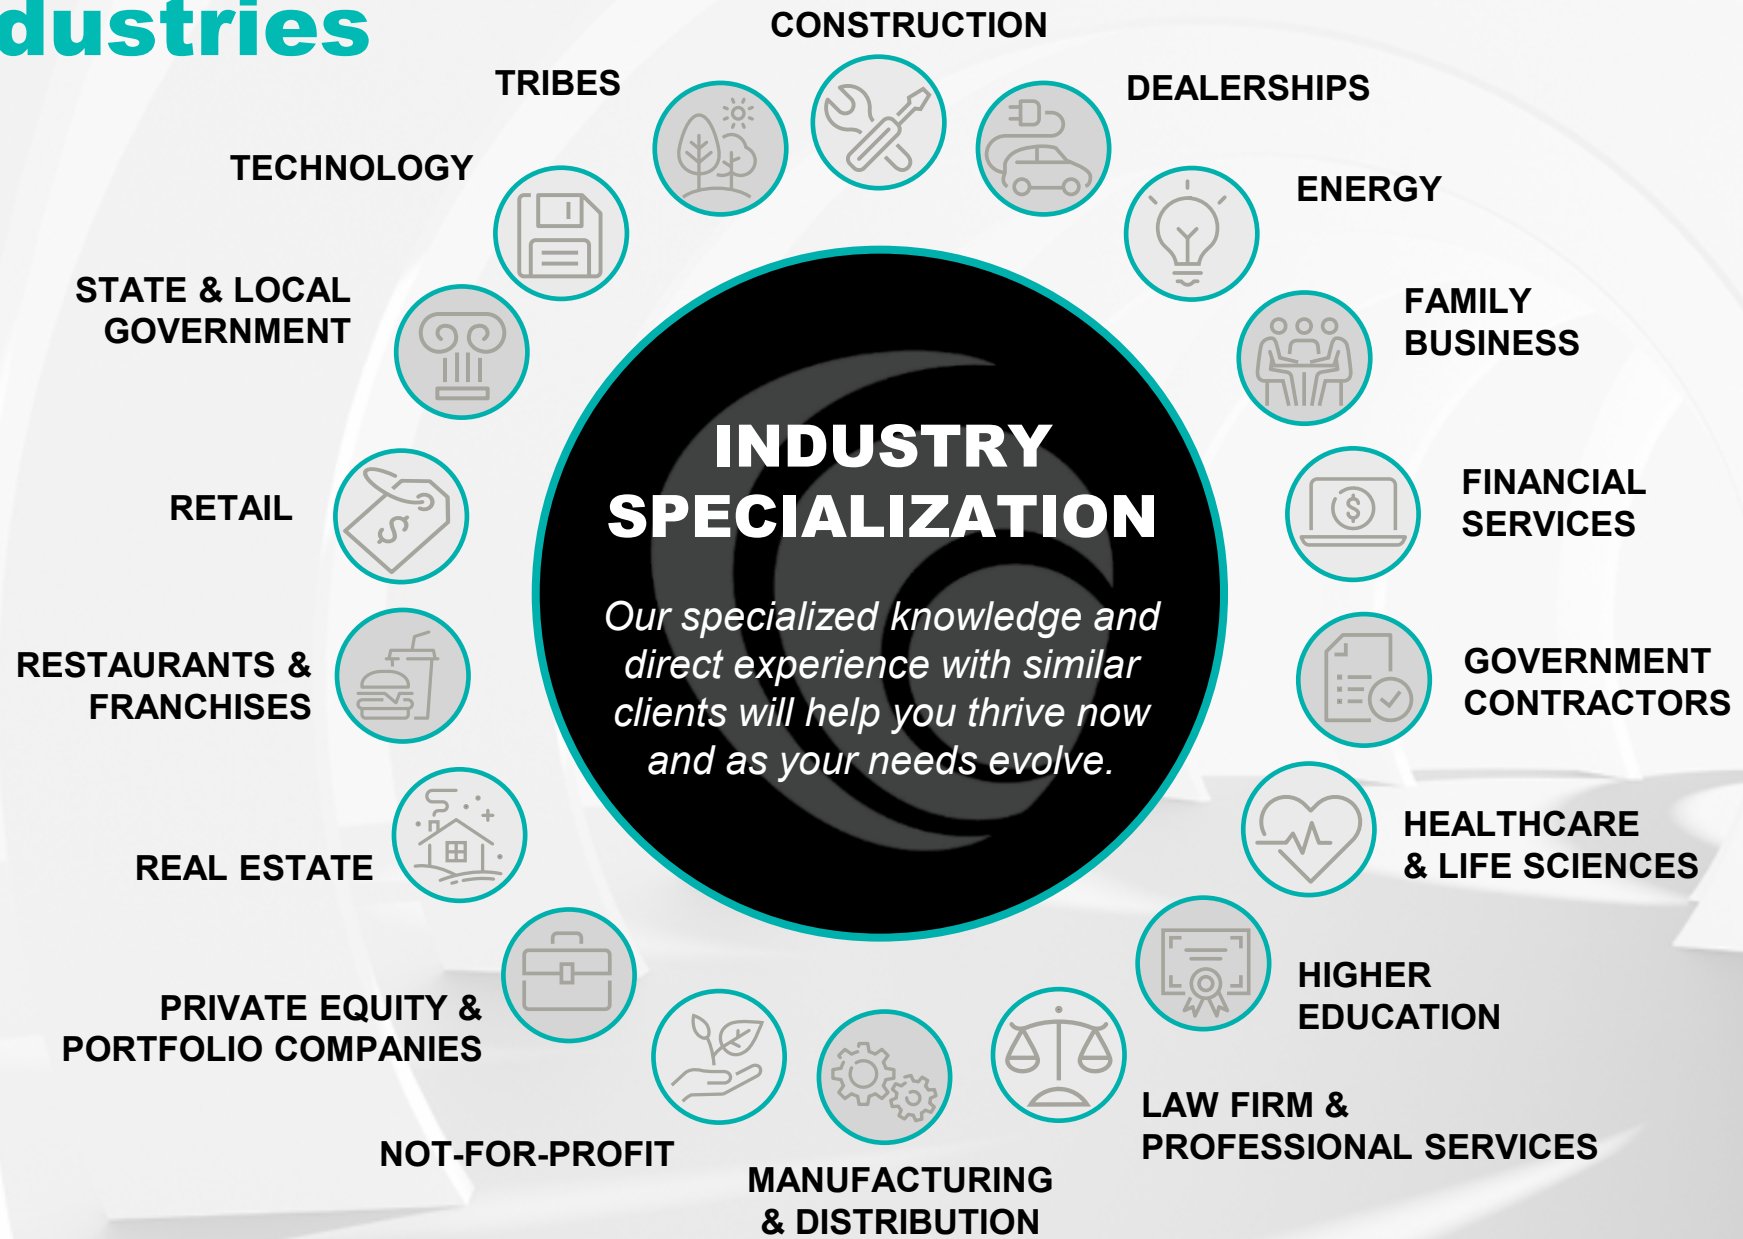 dustries
CONSTRUCTION
DEALERSHIPS
ENERGY
FAMILY
BUSINESS
FINANCIAL
SERVICES
GOVERNMENT
CONTRACTORS
HEALTHCARE
& LIFE SCIENCES
HIGHER
EDUCATION
LAW FIRM &
PROFESSIONAL SERVICES
MANUFACTURING
& DISTRIBUTION
NOT-FOR-PROFIT
PRIVATE EQUITY &
PORTFOLIO COMPANIES
REAL ESTATE
RESTAURANTS &
FRANCHISES
RETAIL
STATE & LOCAL
GOVERNMENT
TECHNOLOGY
TRIBES
INDUSTRY
SPECIALIZATION
Our specialized knowledge and
direct experience with similar
clients will help you thrive now
and as your needs evolve.